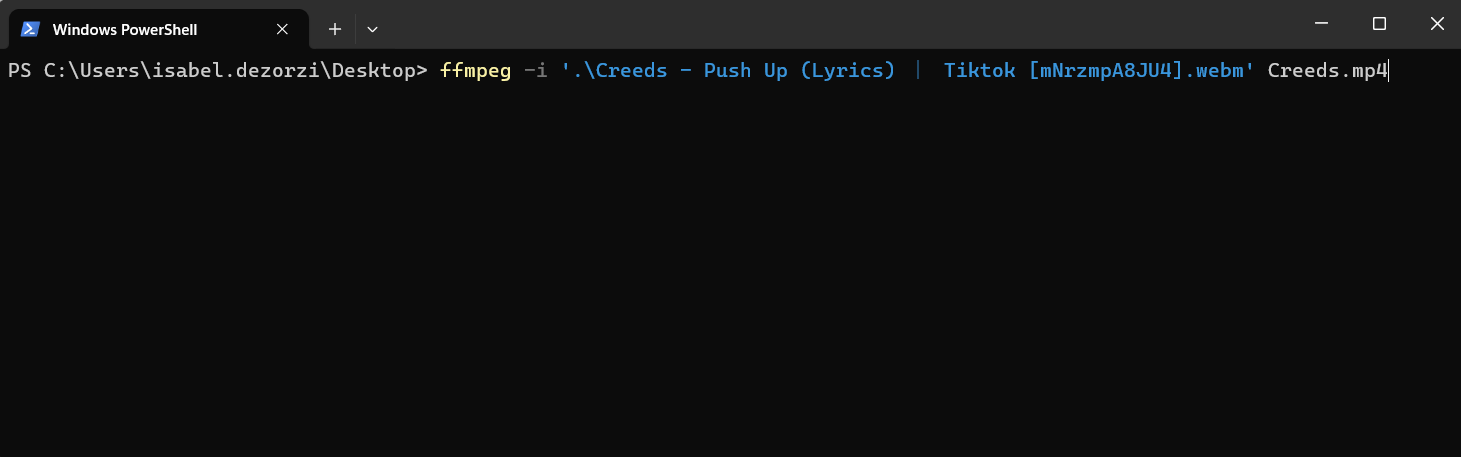 Windows PowerShell
PS C:\Users\isabel.dezorzi\Desktop> ffmpeg -i '.\Creeds - Push Up (Lyrics) ｜ Tiktok [mNrzmpA8JU4].webm' Creeds.mp4